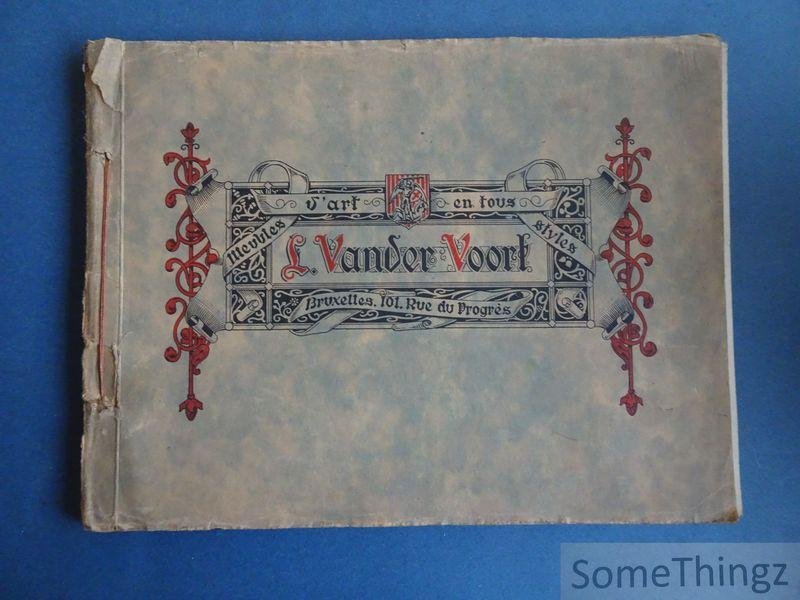 Meubles d'art en tous styles
L. Vander Voort
Bruxelles. 101. Rue du Progrès
SomeThingz